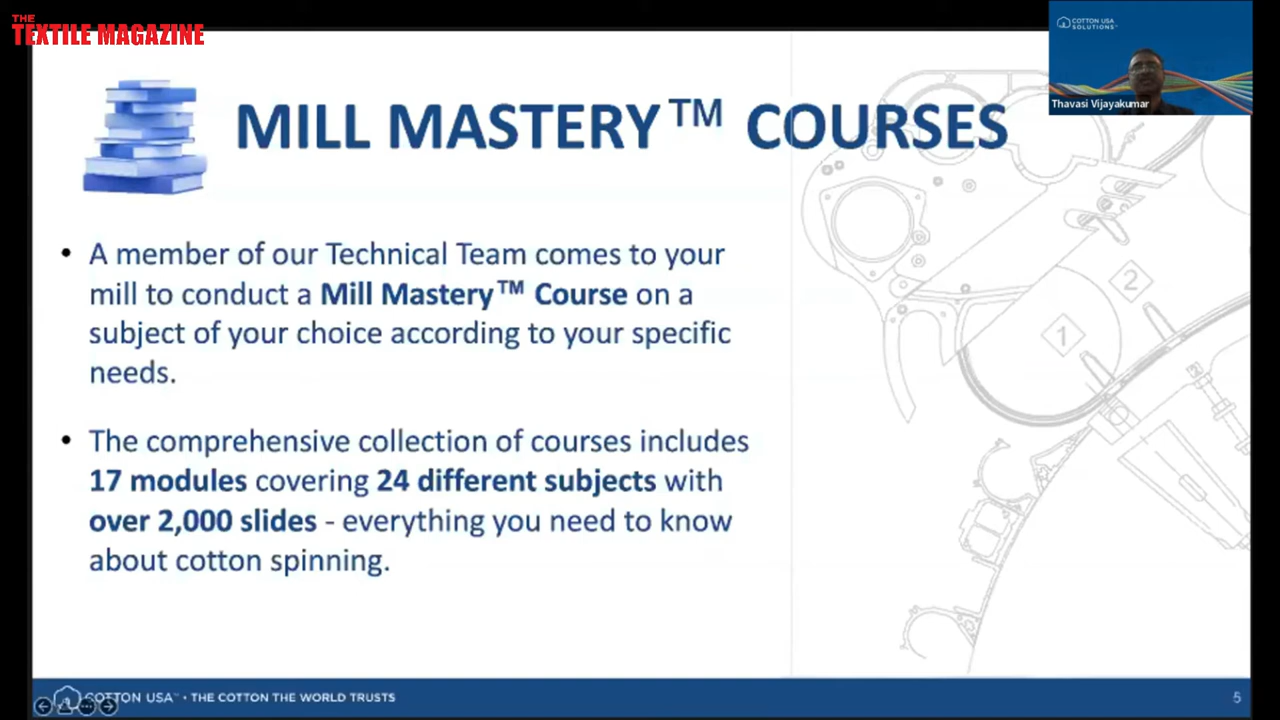 THE
TEXTILE MAGAZINE
COTTON USA
SOLUTIONS™
Thavasi Vijayakumar
MILL MASTERY™ COURSES
• A member of our Technical Team comes to your
mill to conduct a Mill Mastery™ Course on a
subject of your choice according to your specific
needs.
• The comprehensive collection of courses includes
17 modules covering 24 different subjects with
over 2,000 slides - everything you need to know
about cotton spinning.
2
1
COTTON USA™ • THE COTTON THE WORLD TRUSTS
5